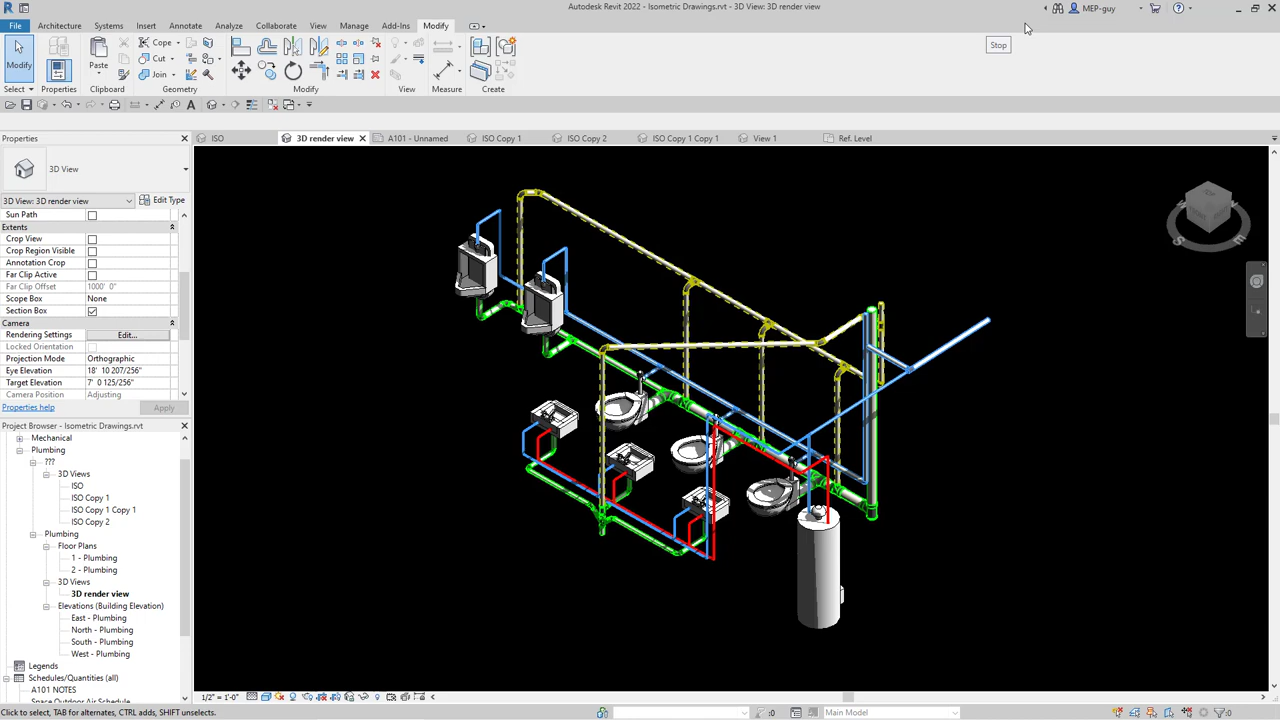 Autodesk Revit 2022 - Isometric Drawings.rvt - 3D View: 3D render view
MEP-guy
File Architecture Systems Insert Annotate Analyze Collaborate View Manage Add-Ins Modify
Stop
Modify
Paste
Cope
Cut
Join
Select Properties Clipboard Geometry Modify View Measure Create
Properties
ISO
3D render view
A101 - Unnamed
ISO Copy 1
ISO Copy 2
ISO Copy 1 Copy 1
View 1
Ref. Level
3D View
3D View: 3D render view
Edit Type
Sun Path
Extents
Crop View
Crop Region Visible
Annotation Crop
Far Clip Active
Far Clip Offset 1000' 0"
Scope Box None
Section Box
Camera
Rendering Settings Edit...
Locked Orientation
Projection Mode Orthographic
Eye Elevation 18' 10 207/256"
Target Elevation 7' 0 125/256"
Camera Position Adjusting
Properties help
Apply
Project Browser - Isometric Drawings.rvt
Mechanical
Plumbing
???
3D Views
ISO
ISO Copy 1
ISO Copy 1 Copy 1
ISO Copy 2
Plumbing
Floor Plans
1 - Plumbing
2 - Plumbing
3D Views
3D render view
Elevations (Building Elevation)
East - Plumbing
North - Plumbing
South - Plumbing
West - Plumbing
Legends
Schedules/Quantities (all)
A101 NOTES
Space Outdoor Air Schedule
S E
1/2" = 1'-0"
Click to select, TAB for alternates, CTRL adds, SHIFT unselects.
:0
Main Model
:0